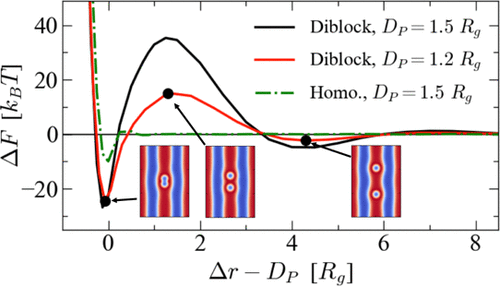 Diblock, D_P = 1.5 R_g
Diblock, D_P = 1.2 R_g
Homo., D_P = 1.5 R_g
ΔF [k_BT]
40
20
0
−20
0
2
4
6
8
Δr − D_P [R_g]